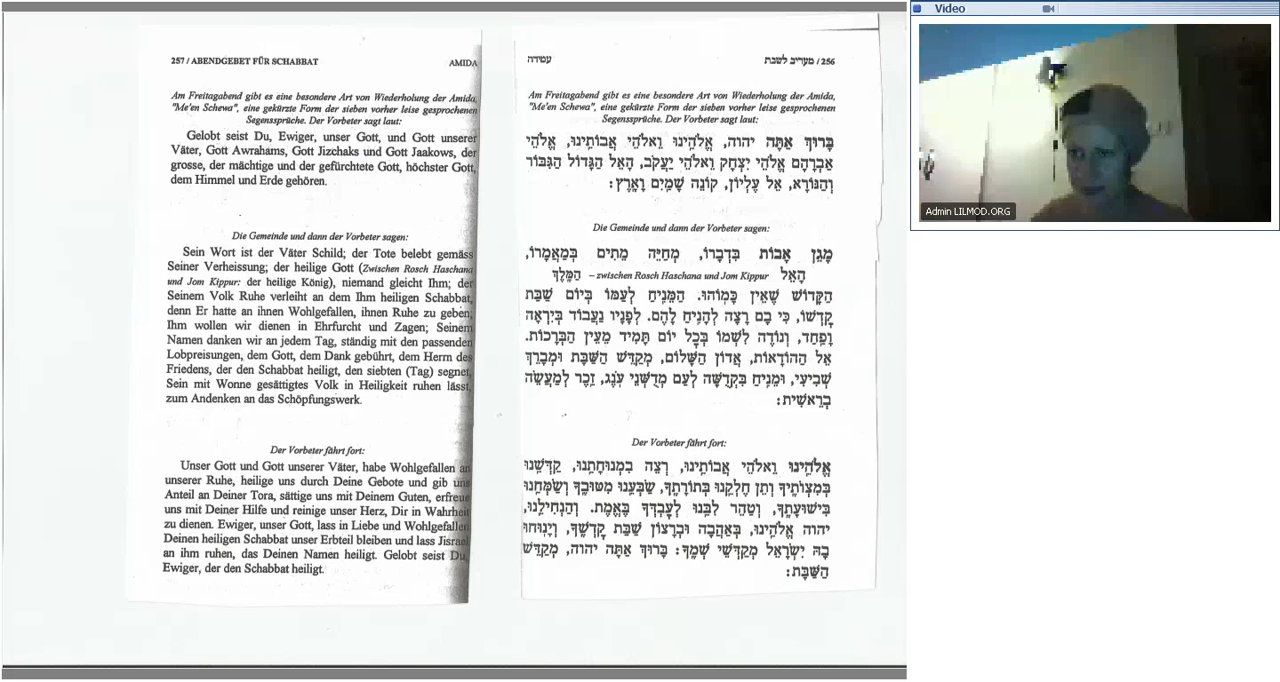 257 / ABENDGEBET FÜR SCHABBAT AMIDA
Am Freitagabend gibt es eine besondere Art von Wiederholung der Amida,
"Me'en Schewa", eine gekürzte Form der sieben vorher leise gesprochenen
Segenssprüche. Der Vorbeter sagt laut:
Gelobt seist Du, Ewiger, unser Gott, und Gott unserer
Väter, Gott Awrahams, Gott Jizchaks und Gott Jaakows, der
grosse, der mächtige und der gefürchtete Gott, höchster Gott,
dem Himmel und Erde gehören.
Die Gemeinde und dann der Vorbeter sagen:
Sein Wort ist der Väter Schild; der Tote belebt gemäss
Seiner Verheissung; der heilige Gott (Zwischen Rosch Haschana
und Jom Kippur: der heilige König), niemand gleicht Ihm; der
Seinem Volk Ruhe verleiht an dem Ihm heiligen Schabbat,
denn Er hatte an ihnen Wohlgefallen, ihnen Ruhe zu geben;
Ihm wollen wir dienen in Ehrfurcht und Zagen; Seinem
Namen danken wir an jedem Tag, ständig mit den passenden
Lobpreisungen, dem Gott, dem Dank gebührt, dem Herrn des
Friedens, der den Schabbat heiligt, den siebten (Tag) segnet,
Sein mit Wonne gesättigtes Volk in Heiligkeit ruhen lässt,
zum Andenken an das Schöpfungswerk.
Der Vorbeter fährt fort:
Unser Gott und Gott unserer Väter, habe Wohlgefallen an
unserer Ruhe, heilige uns durch Deine Gebote und gib uns
Anteil an Deiner Tora, sättige uns mit Deinem Guten, erfreue
uns mit Deiner Hilfe und reinige unser Herz, Dir in Wahrheit
zu dienen. Ewiger, unser Gott, lass in Liebe und Wohlgefallen
Deinen heiligen Schabbat unser Erbteil bleiben und lass Jisrael
an ihm ruhen, das Deinen Namen heiligt. Gelobt seist Du,
Ewiger, der den Schabbat heiligt.
256 / מעריב לשבת עמידה
Am Freitagabend gibt es eine besondere Art von Wiederholung der Amida,
"Me'en Schewa", eine gekürzte Form der sieben vorher leise gesprochenen
Segenssprüche. Der Vorbeter sagt laut:
בָּרוּךְ אַתָּה יהוה, אֱלֹהֵינוּ וֵאלֹהֵי אֲבוֹתֵינוּ, אֱלֹהֵי
אַבְרָהָם אֱלֹהֵי יִצְחָק וֵאלֹהֵי יַעֲקֹב, הָאֵל הַגָּדוֹל הַגִּבּוֹר
וְהַנּוֹרָא, אֵל עֶלְיוֹן, קוֹנֵה שָׁמַיִם וָאָרֶץ:
Die Gemeinde und dann der Vorbeter sagen:
מָגֵן אָבוֹת בִּדְבָרוֹ, מְחַיֵּה מֵתִים בְּמַאֲמָרוֹ,
הָאֵל zwischen Rosch Haschana und Jom Kippur – הַמֶּלֶךְ
הַקָּדוֹשׁ שֶׁאֵין כָּמוֹהוּ. הַמֵּנִיחַ לְעַמּוֹ בְּיוֹם שַׁבַּת
קָדְשׁוֹ, כִּי בָם רָצָה לְהָנִיחַ לָהֶם. לְפָנָיו נַעֲבוֹד בְּיִרְאָה
וָפַחַד, וְנוֹדֶה לִשְׁמוֹ בְּכָל יוֹם תָּמִיד מֵעֵין הַבְּרָכוֹת.
אֵל הַהוֹדָאוֹת, אֲדוֹן הַשָּׁלוֹם, מְקַדֵּשׁ הַשַּׁבָּת וּמְבָרֵךְ
שְׁבִיעִי, וּמֵנִיחַ בִּקְדֻשָּׁה לְעַם מְדֻשְּׁנֵי עֹנֶג, זֵכֶר לְמַעֲשֵׂה
בְרֵאשִׁית:
Der Vorbeter fährt fort:
אֱלֹהֵינוּ וֵאלֹהֵי אֲבוֹתֵינוּ, רְצֵה בִמְנוּחָתֵנוּ, קַדְּשֵׁנוּ
בְּמִצְוֹתֶיךָ וְתֵן חֶלְקֵנוּ בְּתוֹרָתֶךָ, שַׂבְּעֵנוּ מִטּוּבֶךָ וְשַׂמְּחֵנוּ
בִּישׁוּעָתֶךָ, וְטַהֵר לִבֵּנוּ לְעָבְדְּךָ בֶּאֱמֶת. וְהַנְחִילֵנוּ,
יהוה אֱלֹהֵינוּ, בְּאַהֲבָה וּבְרָצוֹן שַׁבַּת קָדְשֶׁךָ, וְיָנוּחוּ
בָהּ יִשְׂרָאֵל מְקַדְּשֵׁי שְׁמֶךָ: בָּרוּךְ אַתָּה יהוה, מְקַדֵּשׁ
הַשַּׁבָּת:
Video
Admin LILMOD.ORG